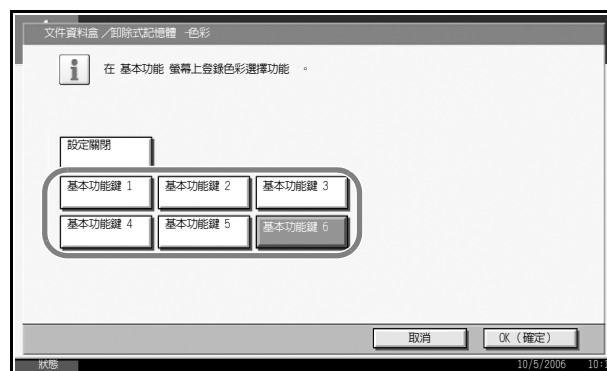 文件資料盒/卸除式記憶體 -色彩
在 基本功能 螢幕上登錄色彩選擇功能 。
設定關閉
基本功能鍵 1 基本功能鍵 2 基本功能鍵 3
基本功能鍵 4 基本功能鍵 5 基本功能鍵 6
取消 OK (確定)
狀態 10/5/2006 10: